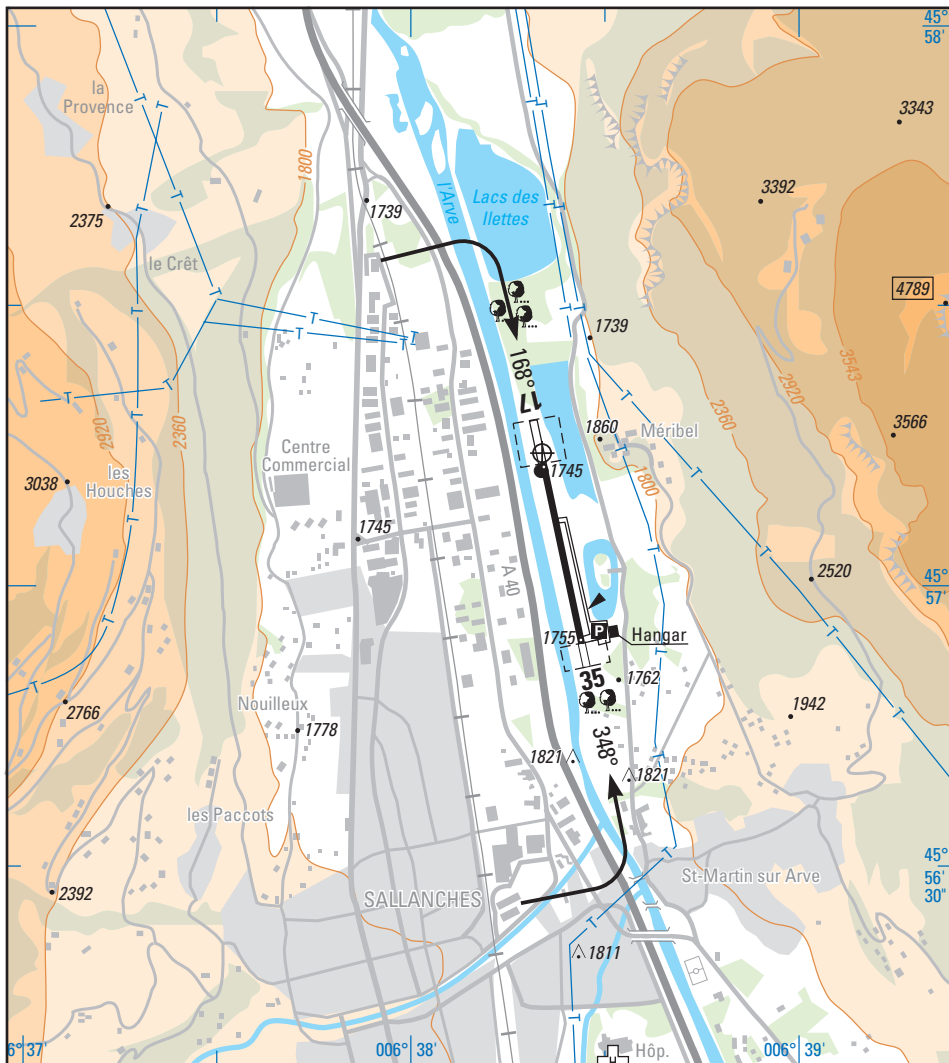 45°
58'
la
Provence
3343
1800
3392
l'Arve
Lacs des
Ilettes
2375
1739
le Crêt
4789
1739
168°
17
3543
2920
2360
2920
2360
1860
Méribel
3566
Centre
Commercial
1745
1800
les
Houches
3038
1745
A 40
2520
45°
57'
P
Hangar
1755
35
1762
2766
Nouilleux
1942
1778
348°
1821
1821
les Paccots
45°
56'
30"
2392
SALLANCHES
St-Martin sur Arve
1811
6° 37'
006° 38'
006° 39'
Hôp.